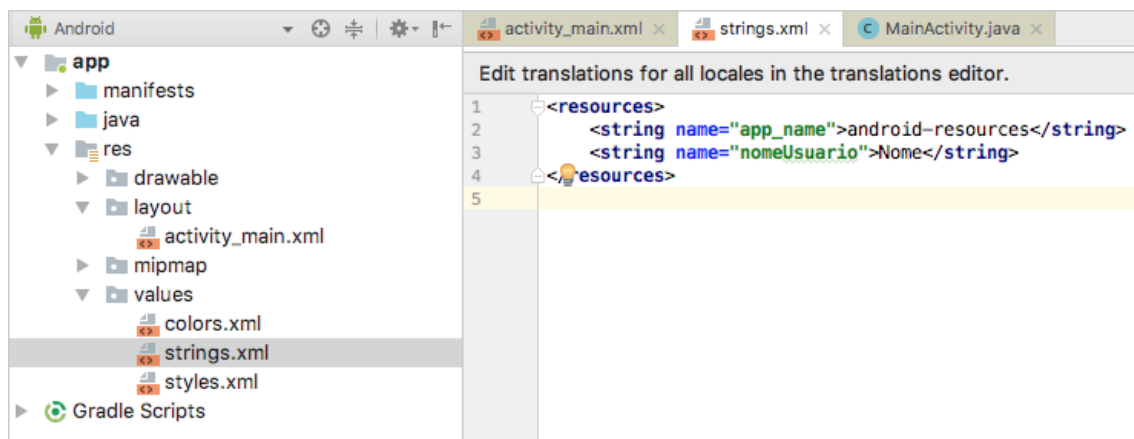 Android
activity_main.xml
strings.xml
MainActivity.java
app
manifests
java
res
drawable
layout
activity_main.xml
mipmap
values
colors.xml
strings.xml
styles.xml
Gradle Scripts
Edit translations for all locales in the translations editor.
1 <resources>
2 <string name="app_name">android-resources</string>
3 <string name="nomeUsuario">Nome</string>
4 </resources>
5